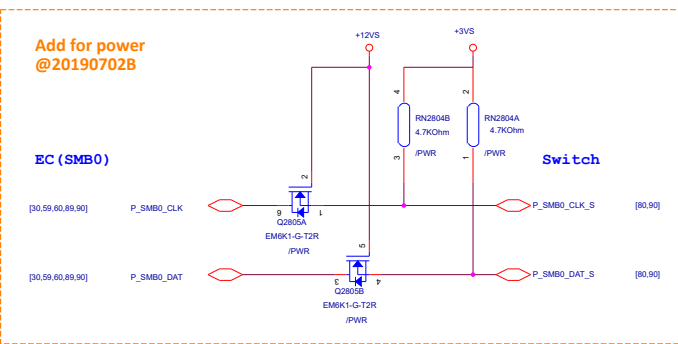 Add for power
@20190702B
+12VS
+3VS
4
2
RN2804B
4.7KOhm
/PWR
RN2804A
4.7KOhm
/PWR
3
1
EC(SMB0)
Switch
2
[30,59,60,89,90]
P_SMB0_CLK
6
1
P_SMB0_CLK_S
[80,90]
Q2805A
EM6K1-G-T2R
/PWR
5
[30,59,60,89,90]
P_SMB0_DAT
3
4
P_SMB0_DAT_S
[80,90]
Q2805B
EM6K1-G-T2R
/PWR